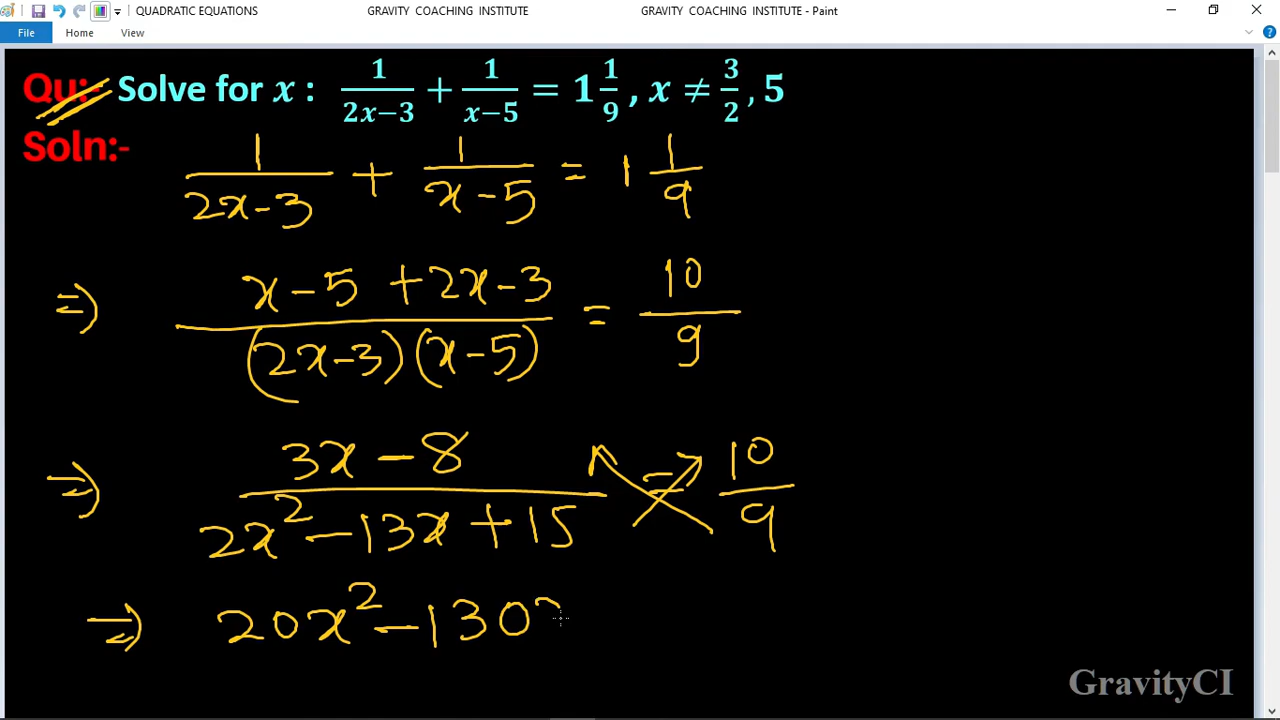 QUADRATIC EQUATIONS GRAVITY COACHING INSTITUTE GRAVITY COACHING INSTITUTE - Paint
File Home View
Qu:- Solve for x : 1/(2x−3) + 1/(x−5) = 1 1/9 , x ≠ 3/2 , 5
Soln:-
1/(2x-3) + 1/(x-5) = 1 1/9
⇒ (x-5+2x-3)/((2x-3)(x-5)) = 10/9
⇒ (3x-8)/(2x²-13x+15) = 10/9
⇒ 20x²-130
GravityCI